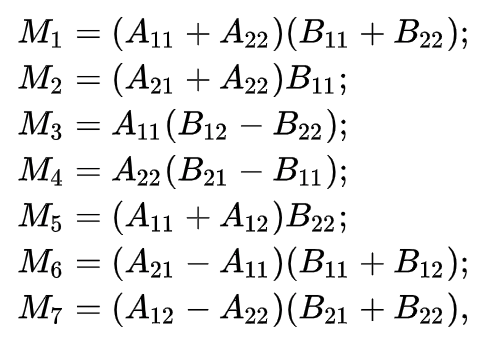 M₁ = (A₁₁ + A₂₂)(B₁₁ + B₂₂);
M₂ = (A₂₁ + A₂₂)B₁₁;
M₃ = A₁₁(B₁₂ − B₂₂);
M₄ = A₂₂(B₂₁ − B₁₁);
M₅ = (A₁₁ + A₁₂)B₂₂;
M₆ = (A₂₁ − A₁₁)(B₁₁ + B₁₂);
M₇ = (A₁₂ − A₂₂)(B₂₁ + B₂₂),